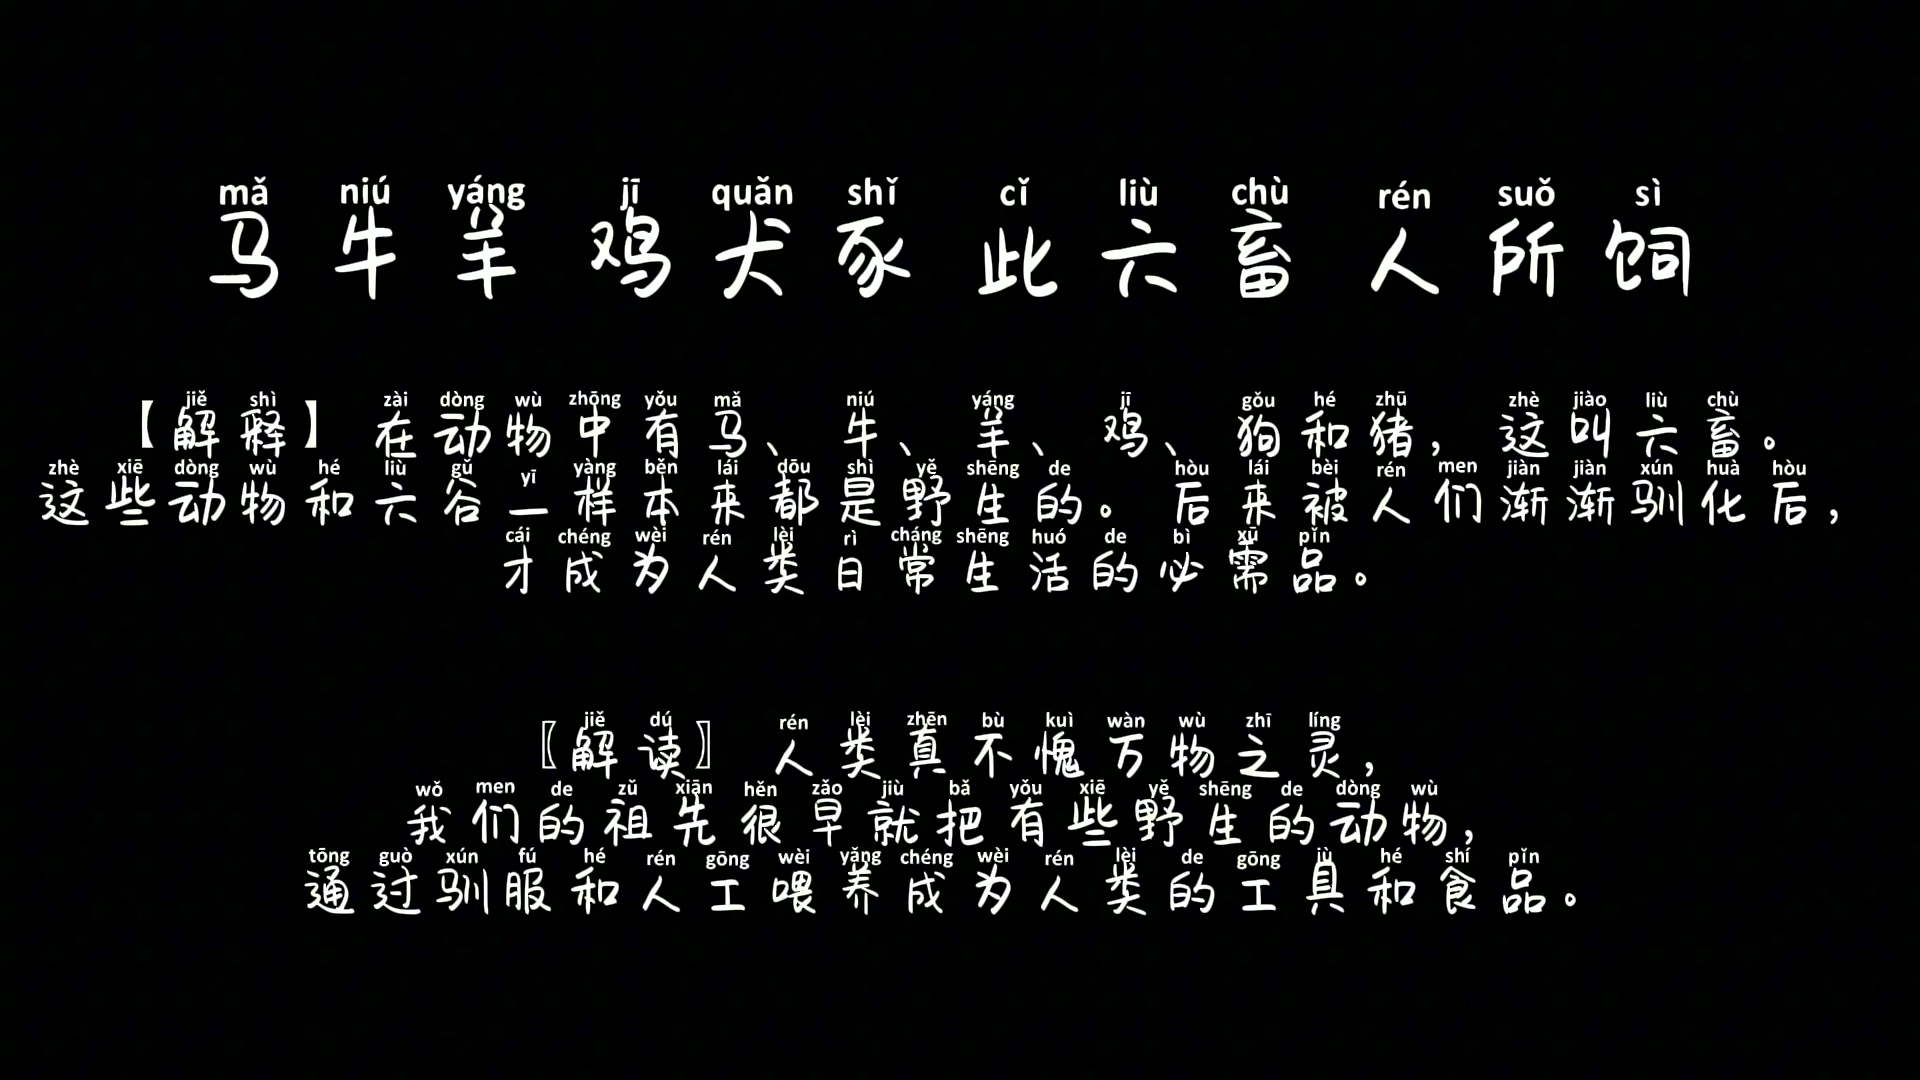 mǎ niú yáng jī quǎn shǐ cǐ liù chù rén suǒ sì
马牛羊 鸡犬豕 此六畜 人所饲
jiě shì zài dòng wù zhōng yǒu mǎ niú yáng jī gǒu hé zhū zhè jiào liù chù
【解释】 在动物中有马、牛、羊、鸡、狗和猪，这叫六畜。
zhè xiē dòng wù hé liù gǔ yī yàng běn lái dōu shì yě shēng de hòu lái bèi rén men jiàn jiàn xún huà hòu
这些动物和六谷一样本来都是野生的。后来被人们渐渐驯化后，
cái chéng wèi rén lèi rì cháng shēng huó de bì xū pǐn
才成为人类日常生活的必需品。
jiě dú rén lèi zhēn bù kuì wàn wù zhī líng
〖解读〗 人类真不愧万物之灵，
wǒ men de zǔ xiān hěn zǎo jiù bǎ yǒu xiē yě shēng de dòng wù
我们的祖先很早就把有些野生的动物，
tōng guò xún fú hé rén gōng wèi yǎng chéng wèi rén lèi de gōng jù hé shí pǐn
通过驯服和人工喂养成为人类的工具和食品。